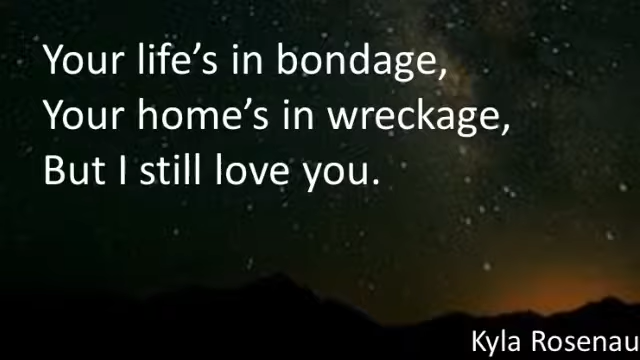 Your life’s in bondage,
Your home’s in wreckage,
But I still love you.
Kyla Rosenau